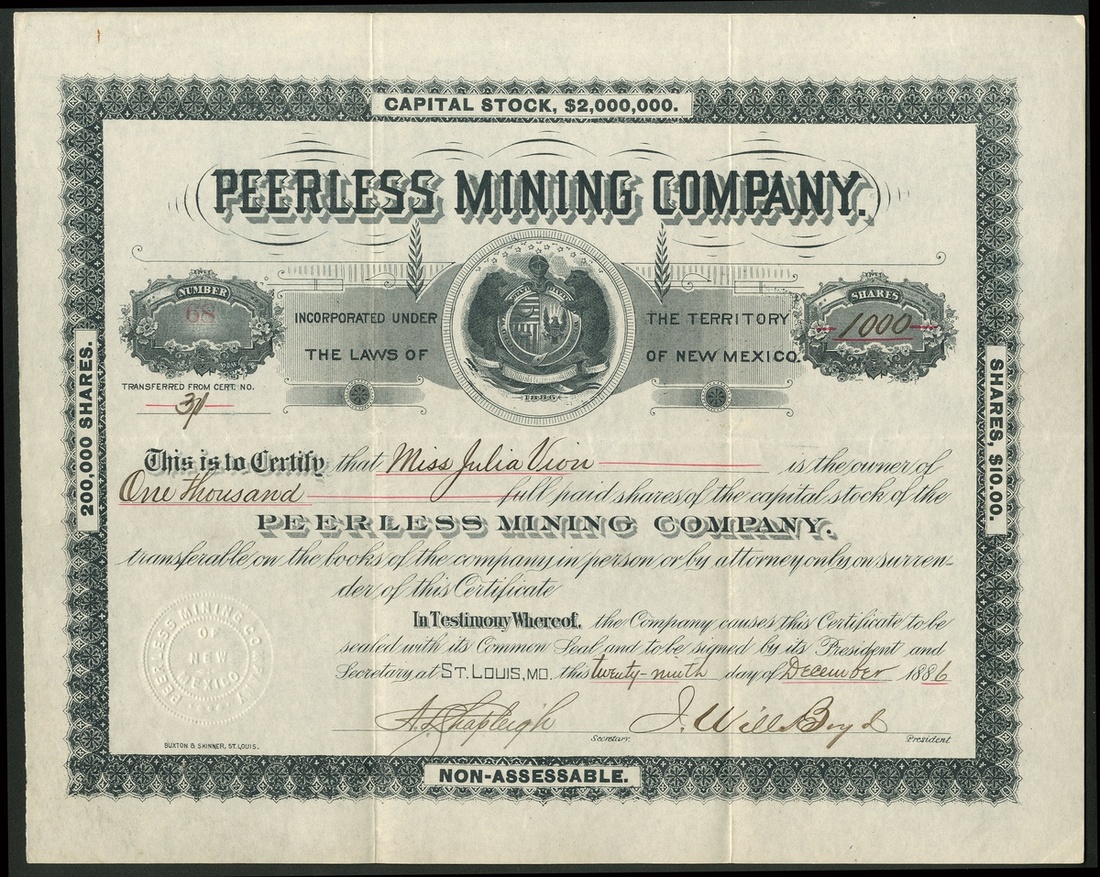 CAPITAL STOCK, $2,000,000.
PEERLESS MINING COMPANY.
NUMBER
68
SHARES
1000
INCORPORATED UNDER THE TERRITORY
THE LAWS OF OF NEW MEXICO.
TRANSFERRED FROM CERT. NO.
31
1886
200,000 SHARES.
SHARES, $10.00.
This is to Certify that Miss Julia Vion is the owner of
One thousand full paid shares of the capital stock of the
PEERLESS MINING COMPANY.
transferable on the books of the company in person or by attorney only on surren-
der of this Certificate
In Testimony Whereof, the Company causes this Certificate to be
sealed with its Common Seal and to be signed by its President and
Secretary, at ST. LOUIS, MO. this twenty-ninth day of December 1886
PEERLESS MINING COMPANY
OF
NEW
MEXICO
A. L. Shapleigh J. Will Boyd
Secretary. President
BUXTON & SKINNER, ST. LOUIS.
NON-ASSESSABLE.